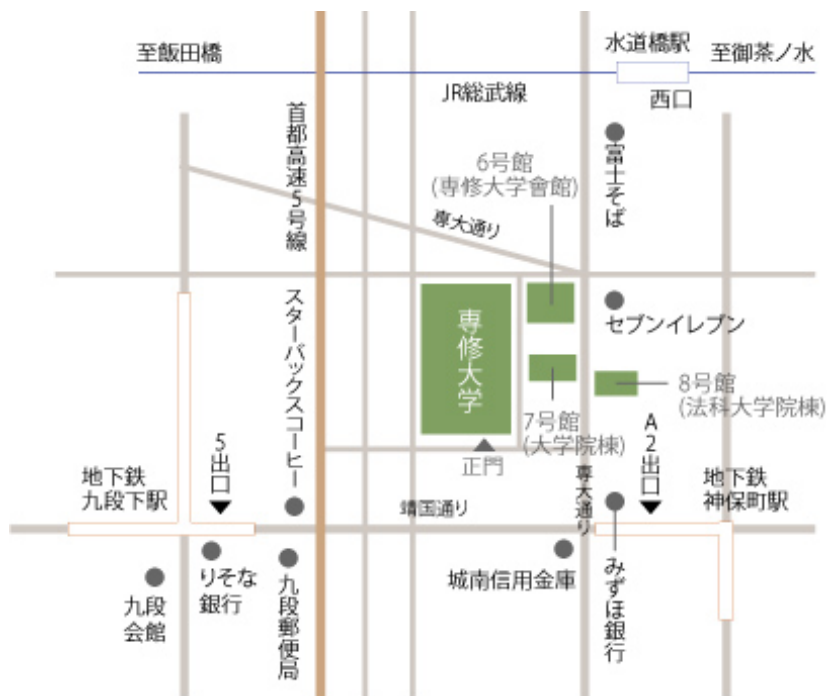 至飯田橋
水道橋駅
至御茶ノ水
JR総武線
西口
首都高速5号線
6号館
(専修大学會館)
富士そば
専大通り
スターバックスコーヒー
専修大学
セブンイレブン
8号館
(法科大学院棟)
7号館
(大学院棟)
正門
5出口
A2出口
地下鉄
九段下駅
地下鉄
神保町駅
靖国通り
専大通り
りそな
銀行
九段
会館
九段郵便局
城南信用金庫
みずほ銀行